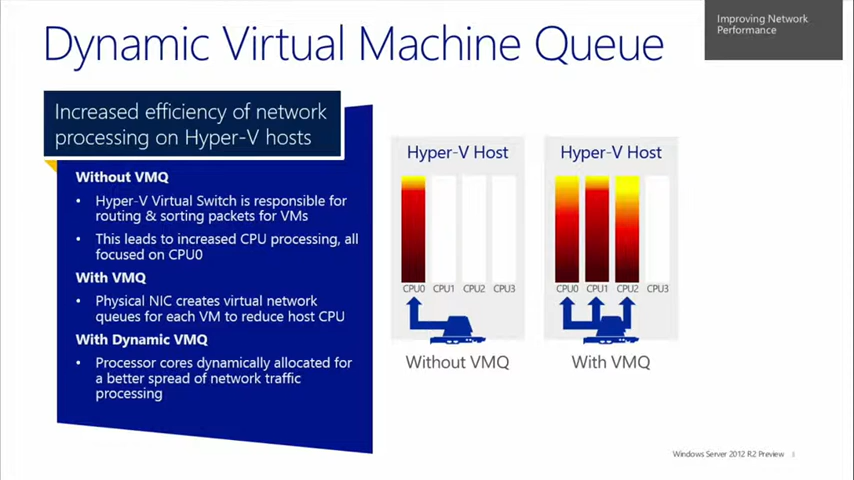 Dynamic Virtual Machine Queue
Improving Network
Performance
Increased efficiency of network
processing on Hyper-V hosts
Without VMQ
• Hyper-V Virtual Switch is responsible for
routing & sorting packets for VMs
• This leads to increased CPU processing, all
focused on CPU0
With VMQ
• Physical NIC creates virtual network
queues for each VM to reduce host CPU
With Dynamic VMQ
• Processor cores dynamically allocated for
a better spread of network traffic
processing
Hyper-V Host
CPU0 CPU1 CPU2 CPU3
Without VMQ
Hyper-V Host
CPU0 CPU1 CPU2 CPU3
With VMQ
Windows Server 2012 R2 Preview